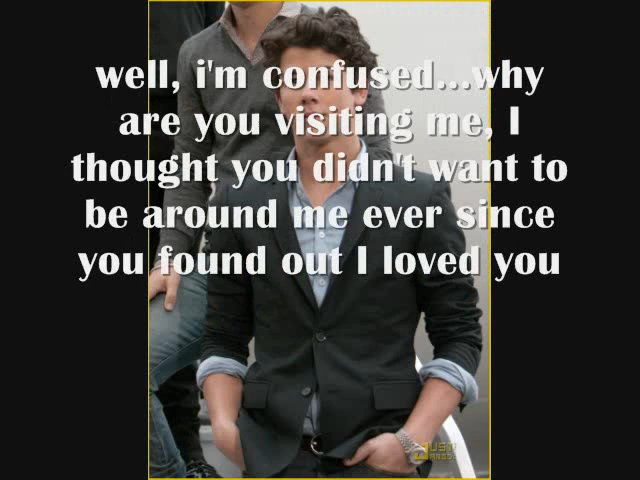 well, i'm confused...why
are you visiting me, I
thought you didn't want to
be around me ever since
you found out I loved you
JUST